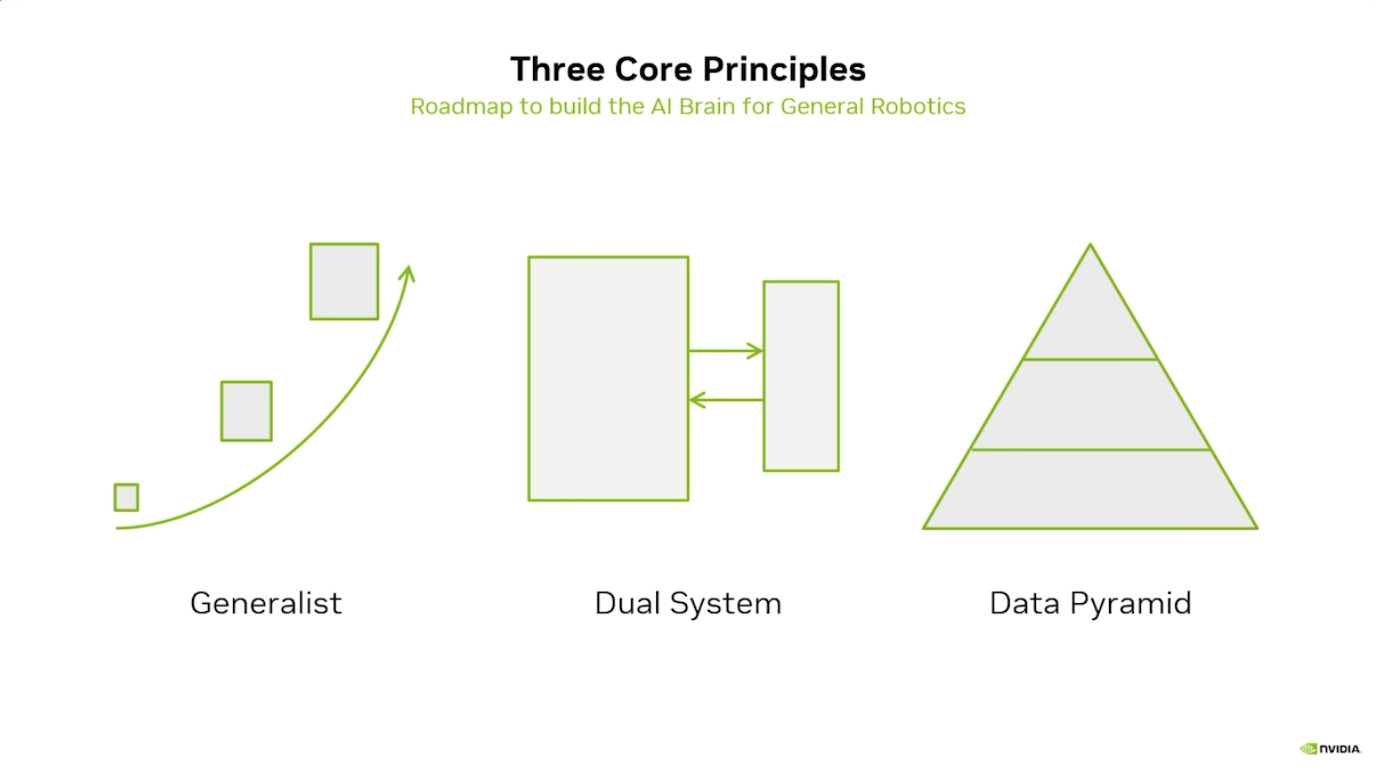 Three Core Principles
Roadmap to build the AI Brain for General Robotics
Generalist
Dual System
Data Pyramid
NVIDIA.